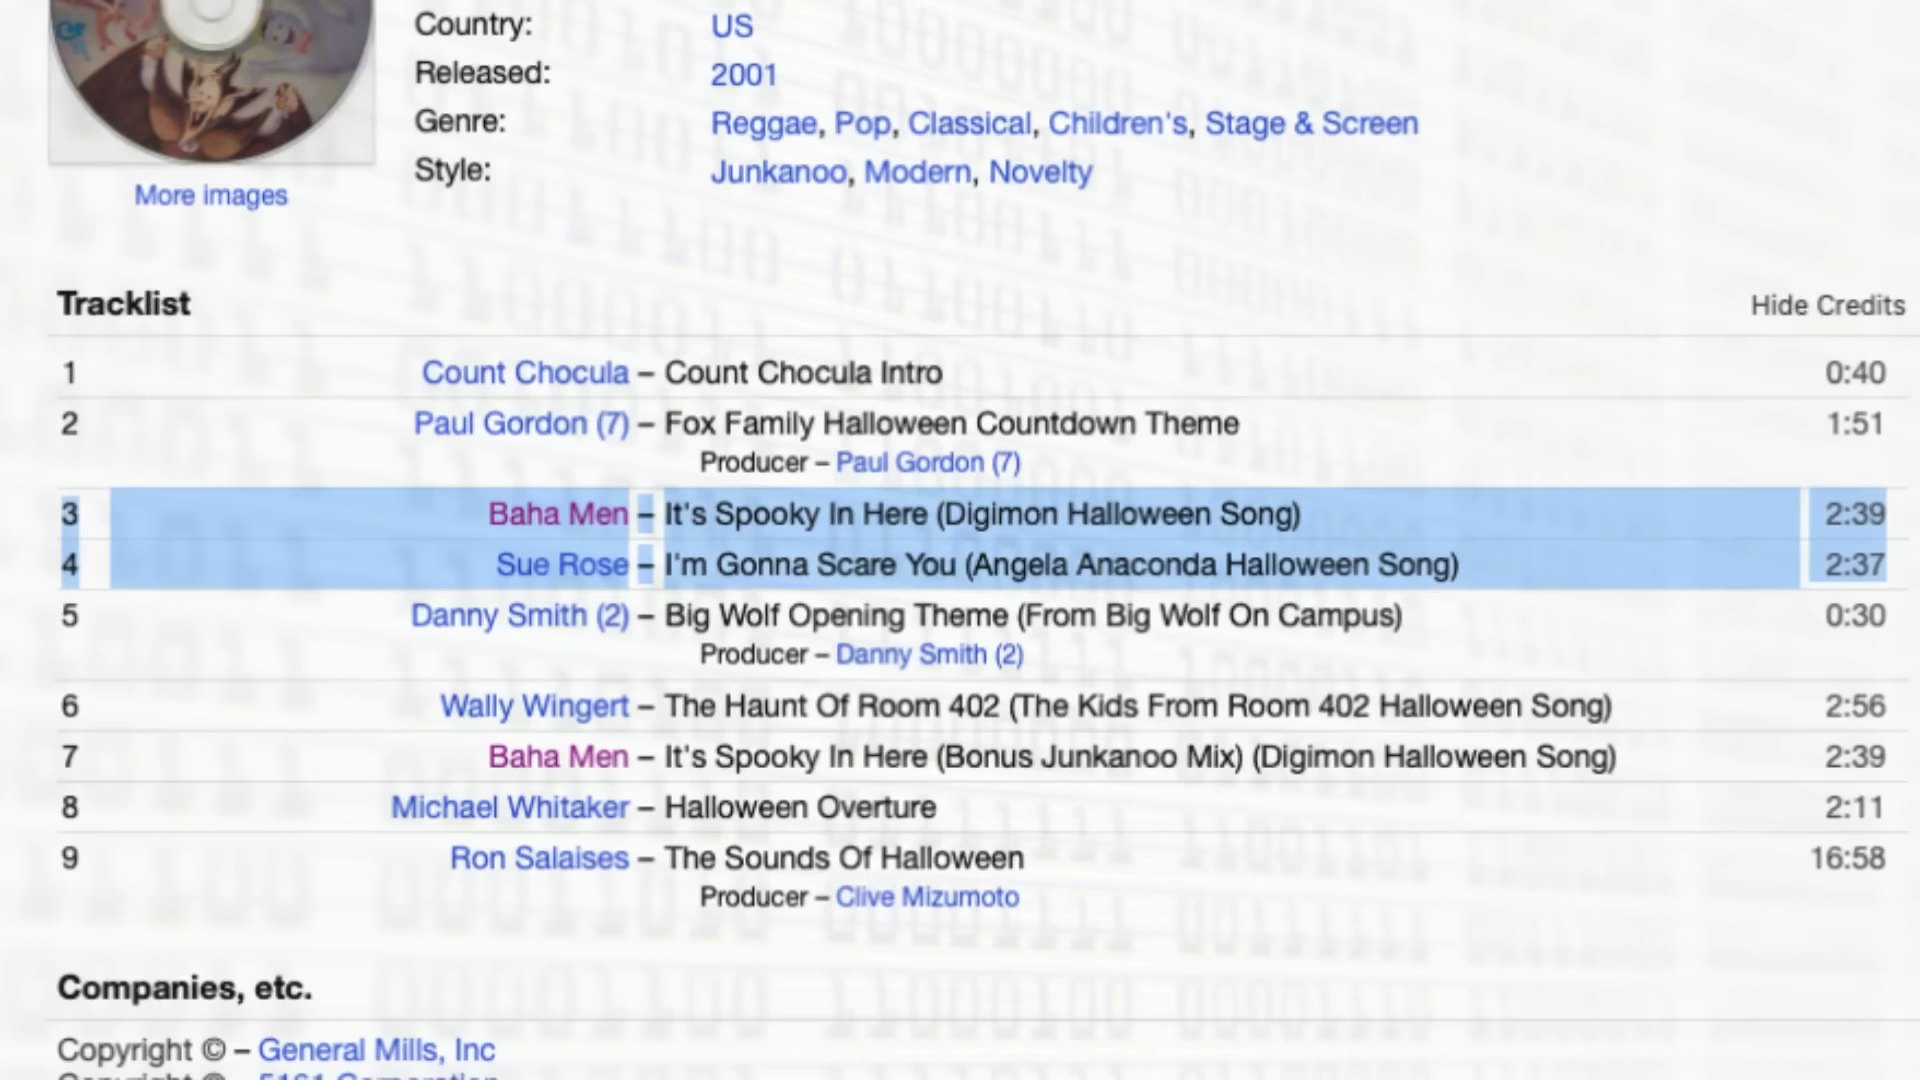 Country: US
Released: 2001
Genre: Reggae, Pop, Classical, Children's, Stage & Screen
Style: Junkanoo, Modern, Novelty
More images
Tracklist Hide Credits
1 Count Chocula – Count Chocula Intro 0:40
2 Paul Gordon (7) – Fox Family Halloween Countdown Theme 1:51
Producer – Paul Gordon (7)
3 Baha Men – It's Spooky In Here (Digimon Halloween Song) 2:39
4 Sue Rose – I'm Gonna Scare You (Angela Anaconda Halloween Song) 2:37
5 Danny Smith (2) – Big Wolf Opening Theme (From Big Wolf On Campus) 0:30
Producer – Danny Smith (2)
6 Wally Wingert – The Haunt Of Room 402 (The Kids From Room 402 Halloween Song) 2:56
7 Baha Men – It's Spooky In Here (Bonus Junkanoo Mix) (Digimon Halloween Song) 2:39
8 Michael Whitaker – Halloween Overture 2:11
9 Ron Salaises – The Sounds Of Halloween 16:58
Producer – Clive Mizumoto
Companies, etc.
Copyright © – General Mills, Inc